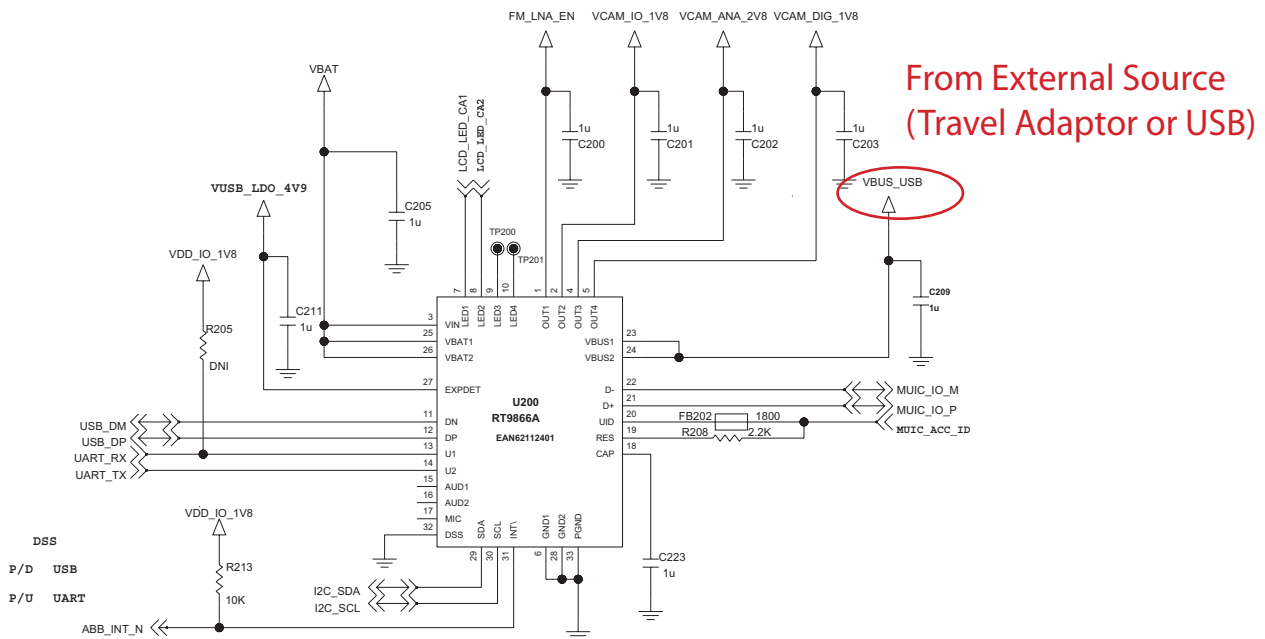 FM_LNA_EN VCAM_IO_1V8 VCAM_ANA_2V8 VCAM_DIG_1V8
From External Source
(Travel Adaptor or USB)
VBAT
LCD_LED_CA1
LCD_LED_CA2
1u
C200
1u
C201
1u
C202
1u
C203
VBUS_USB
VUSB_LDO_4V9
C205
1u
TP200
TP201
VDD_IO_1V8
C211
1u
C209
1u
R205
DNI
7 8 9 10 1 2 4 5
LED1 LED2 LED3 LED4 OUT1 OUT2 OUT3 OUT4
3 VIN
25 VBAT1
26 VBAT2
27 EXPDET
11 DN
12 DP
13 U1
14 U2
15 AUD1
16 AUD2
17 MIC
32 DSS
U200
RT9866A
EAN62112401
VBUS1 23
VBUS2 24
D- 22
D+ 21
UID 20
RES 19
CAP 18
SDA SCL INT\ GND1 GND2 PGND
29 30 31 6 28 33
USB_DM
USB_DP
UART_RX
UART_TX
MUIC_IO_M
MUIC_IO_P
FB202 1800
MUIC_ACC_ID
R208 2.2K
C223
1u
VDD_IO_1V8
R213
10K
DSS
P/D USB
P/U UART
I2C_SDA
I2C_SCL
ABB_INT_N